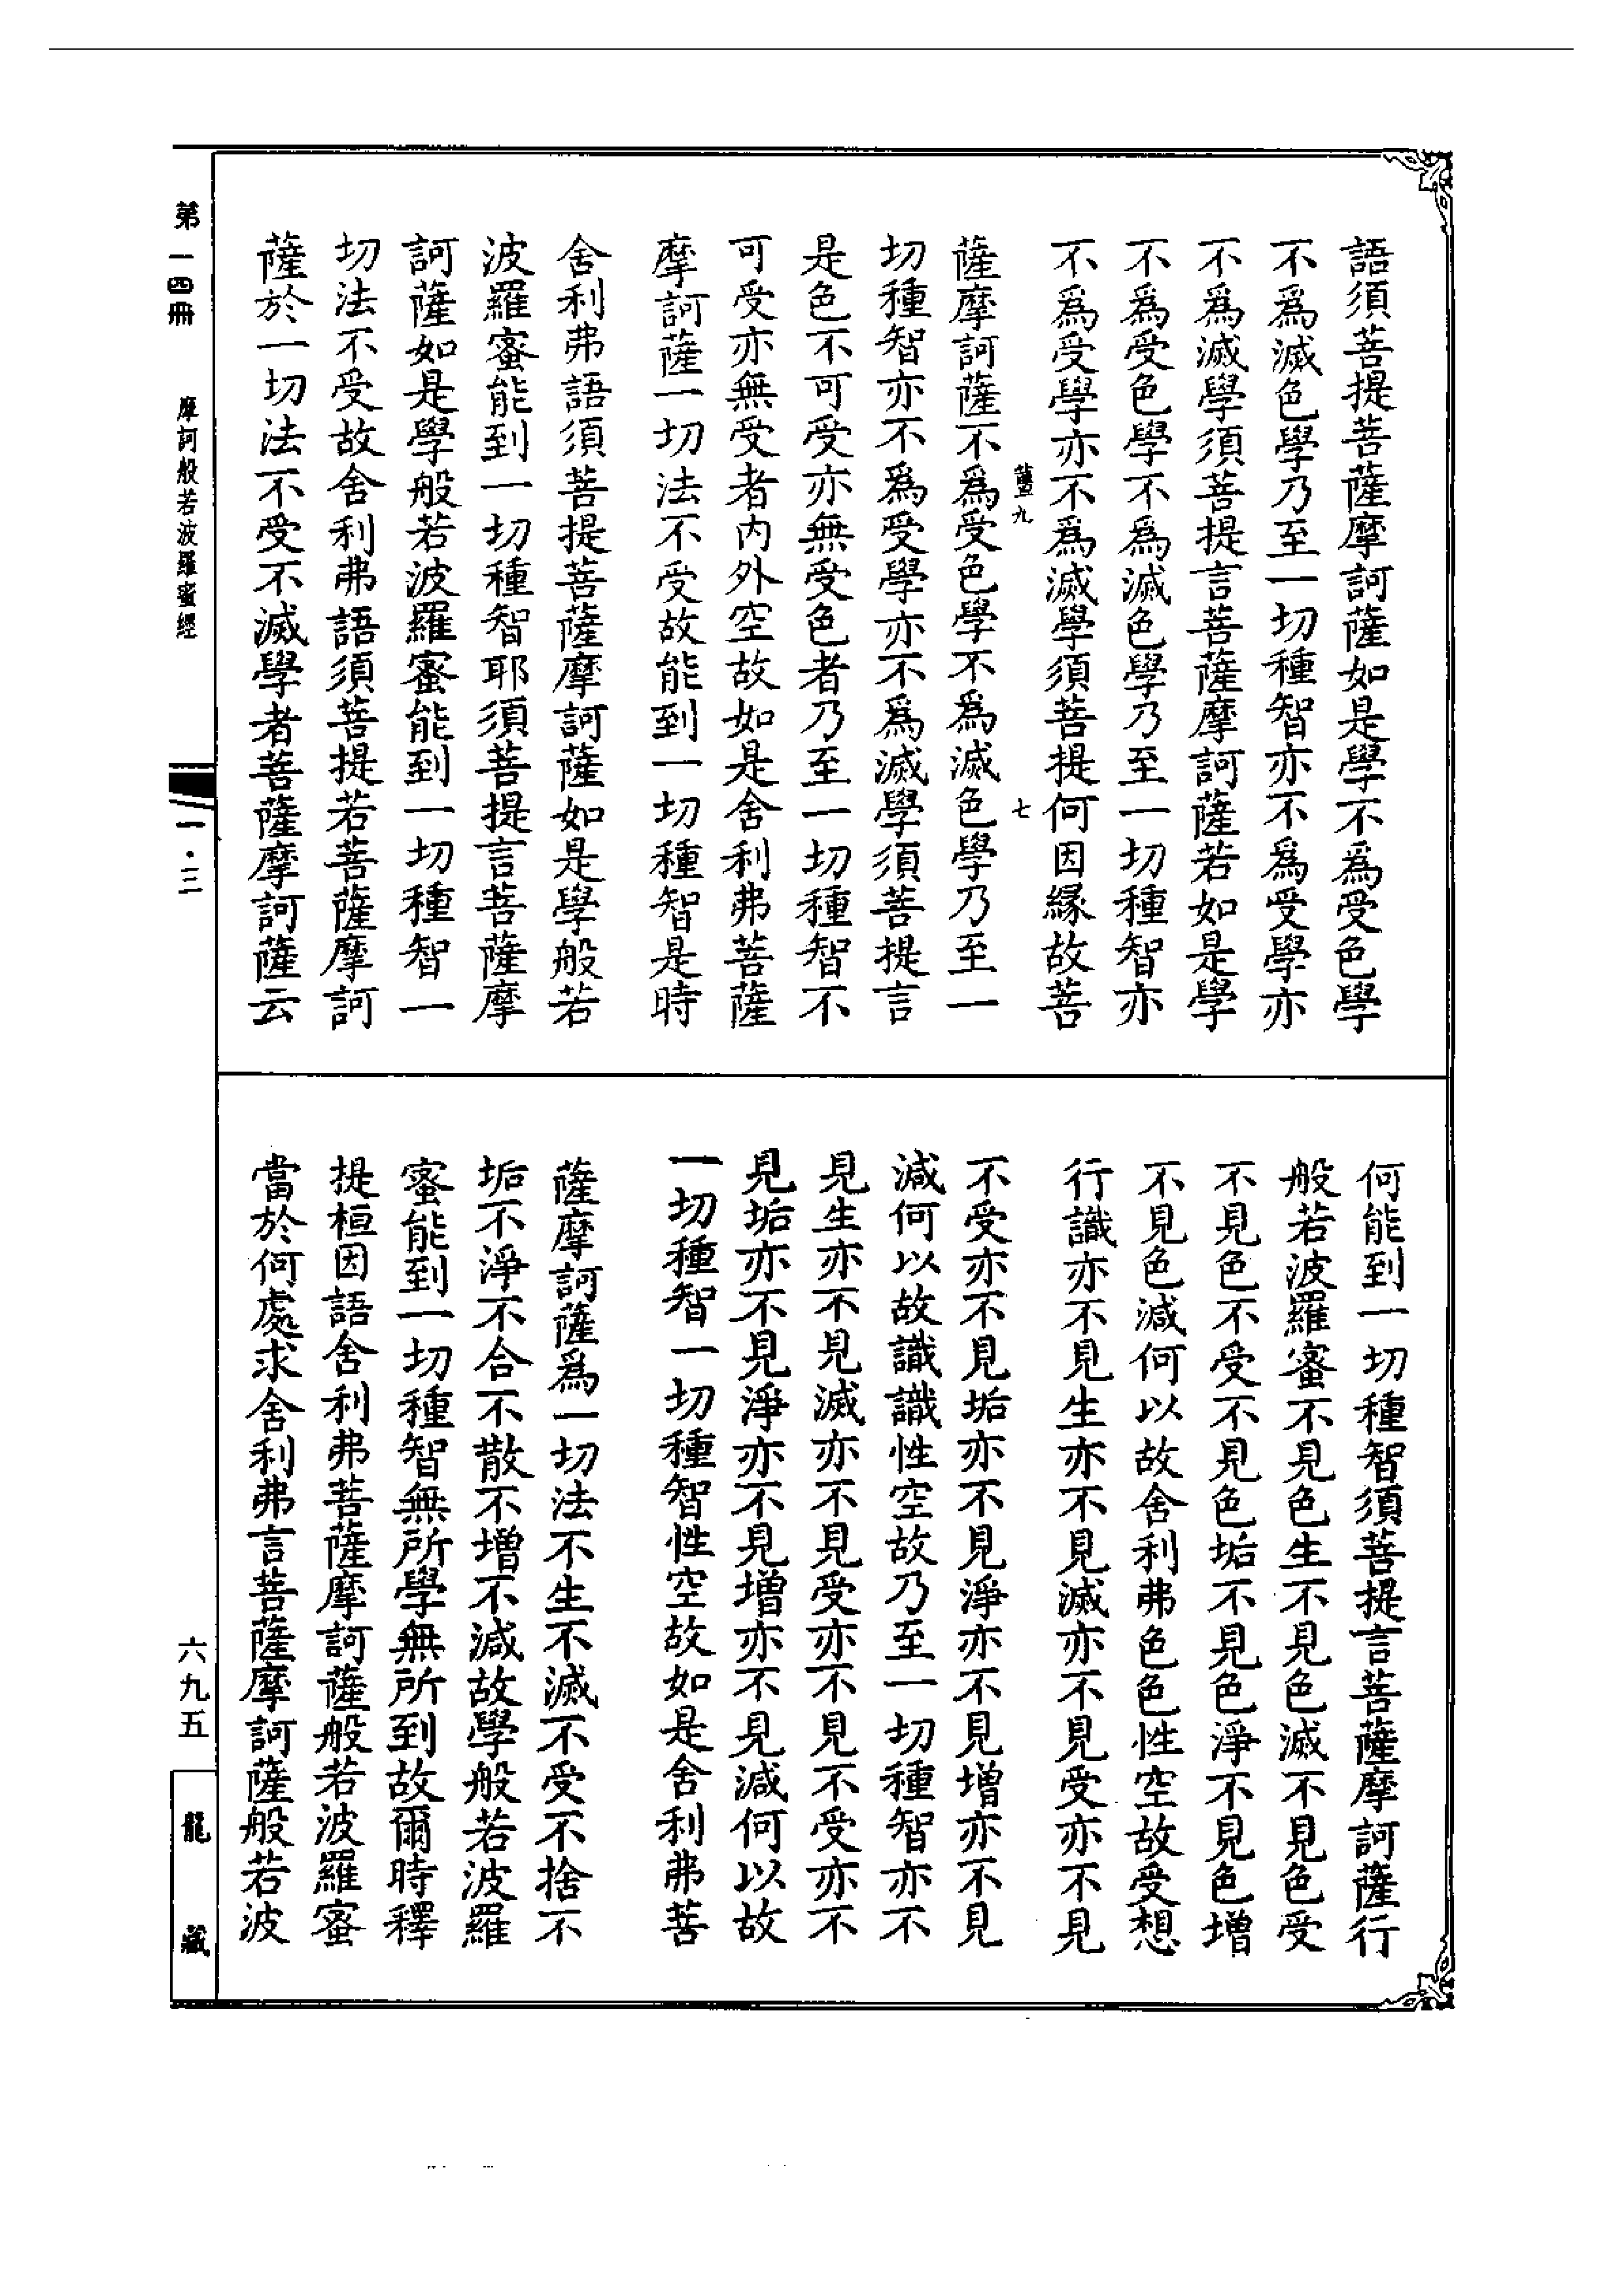 語須菩提菩薩摩訶薩如是學不爲受色學
不爲滅色學乃至一切種智亦不爲受學亦
不爲滅學須菩提言菩薩摩訶薩若如是學
不爲受色學不爲滅色學乃至一切種智亦
不爲受學亦不爲滅學須菩提何因緣故菩
九 七
薩摩訶薩不爲受色學不爲滅色學乃至一
切種智亦不爲受學亦不爲滅學須菩提言
是色不可受亦無受色者乃至一切種智不
可受亦無受者內外空故如是舍利弗菩薩
摩訶薩一切法不受故能到一切種智是時
舍利弗語須菩提菩薩摩訶薩如是學般若
波羅蜜能到一切種智耶須菩提言菩薩摩
訶薩如是學般若波羅蜜能到一切種智一
切法不受故舍利弗語須菩提若菩薩摩訶
薩於一切法不受不滅學者菩薩摩訶薩云
何能到一切種智須菩提言菩薩摩訶薩行
般若波羅蜜不見色生不見色滅不見色受
不見色不受不見色垢不見色淨不見色增
不見色減何以故舍利弗色色性空故受想
行識亦不見生亦不見滅亦不見受亦不見
不受亦不見垢亦不見淨亦不見增亦不見
減何以故識識性空故乃至一切種智亦不
見生亦不見滅亦不見受亦不見不受亦不
見垢亦不見淨亦不見增亦不見減何以故
一切種智一切種智性空故如是舍利弗菩
薩摩訶薩爲一切法不生不滅不受不捨不
垢不淨不合不散不增不減故學般若波羅
蜜能到一切種智無所學無所到故爾時釋
提桓因語舍利弗菩薩摩訶薩般若波羅蜜
當於何處求舍利弗言菩薩摩訶薩般若波
第一四冊 摩訶般若波羅蜜經 一·三 六九五 龍藏